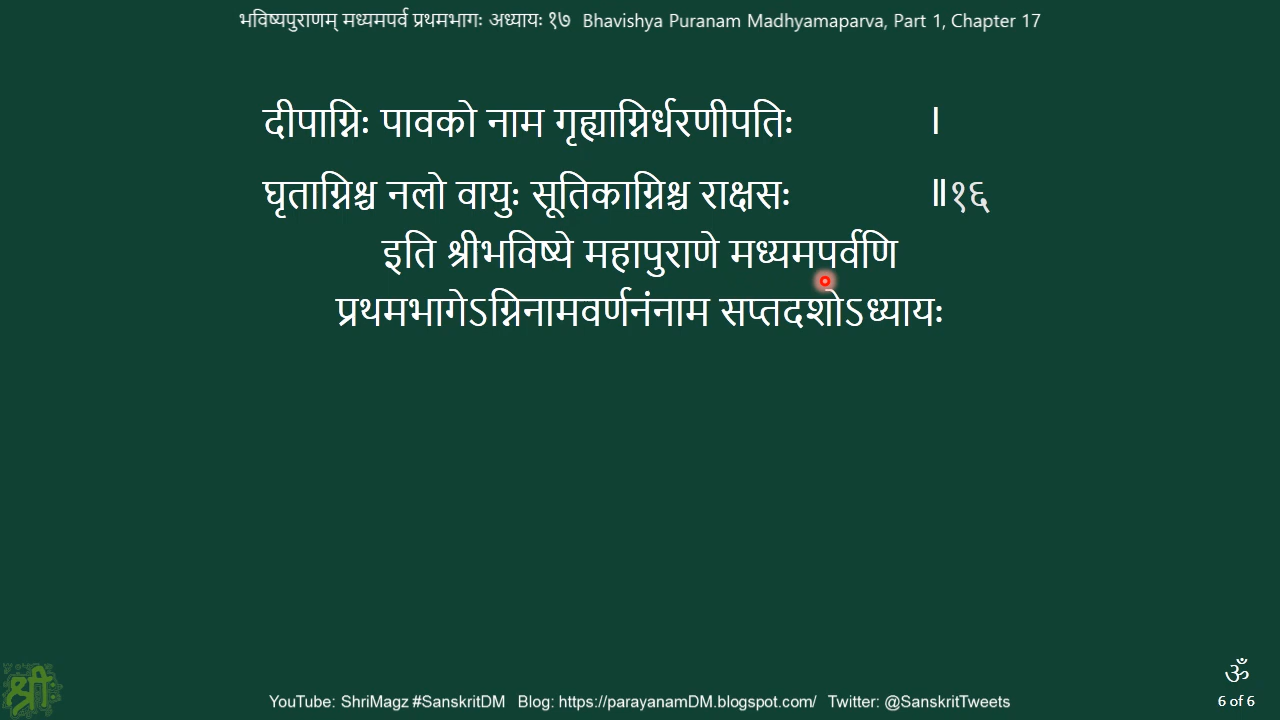 भविष्यपुराणम् मध्यमपर्व प्रथमभागः अध्यायः १७ Bhavishya Puranam Madhyamaparva, Part 1, Chapter 17
दीपाग्निः पावको नाम गृह्याग्निर्धरणीपतिः ।
घृताग्निश्च नलो वायुः सूतिकाग्निश्च राक्षसः ॥१६
इति श्रीभविष्ये महापुराणे मध्यमपर्वणि
प्रथमभागेऽग्निनामवर्णनंनाम सप्तदशोऽध्यायः
श्रीः
ॐ
YouTube: ShriMagz #SanskritDM Blog: https://parayanamDM.blogspot.com/ Twitter: @SanskritTweets
6 of 6